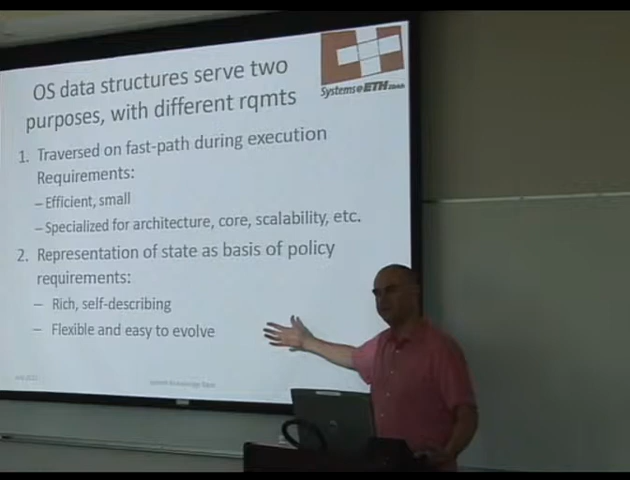 OS data structures serve two
purposes, with different rqmts
Systems@ETH
1. Traversed on fast-path during execution
Requirements:
– Efficient, small
– Specialized for architecture, core, scalability, etc.
2. Representation of state as basis of policy
requirements:
– Rich, self-describing
– Flexible and easy to evolve